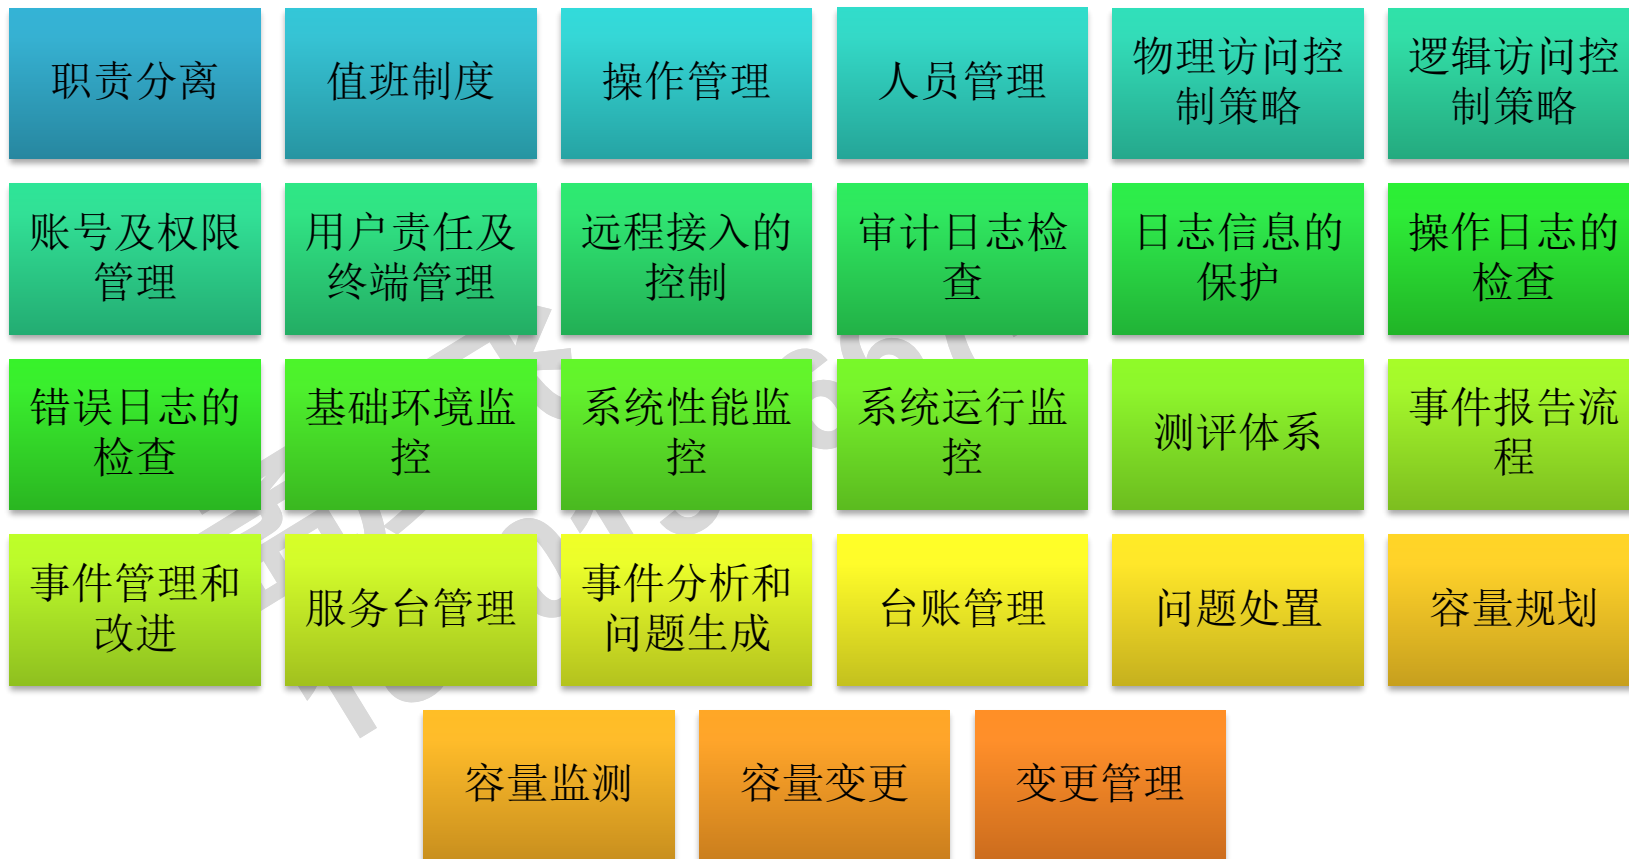 职责分离
值班制度
操作管理
人员管理
物理访问控
制策略
逻辑访问控
制策略
账号及权限
管理
用户责任及
终端管理
远程接入的
控制
审计日志检
查
日志信息的
保护
操作日志的
检查
错误日志的
检查
基础环境监
控
系统性能监
控
系统运行监
控
测评体系
事件报告流
程
事件管理和
改进
服务台管理
事件分析和
问题生成
台账管理
问题处置
容量规划
容量监测
容量变更
变更管理